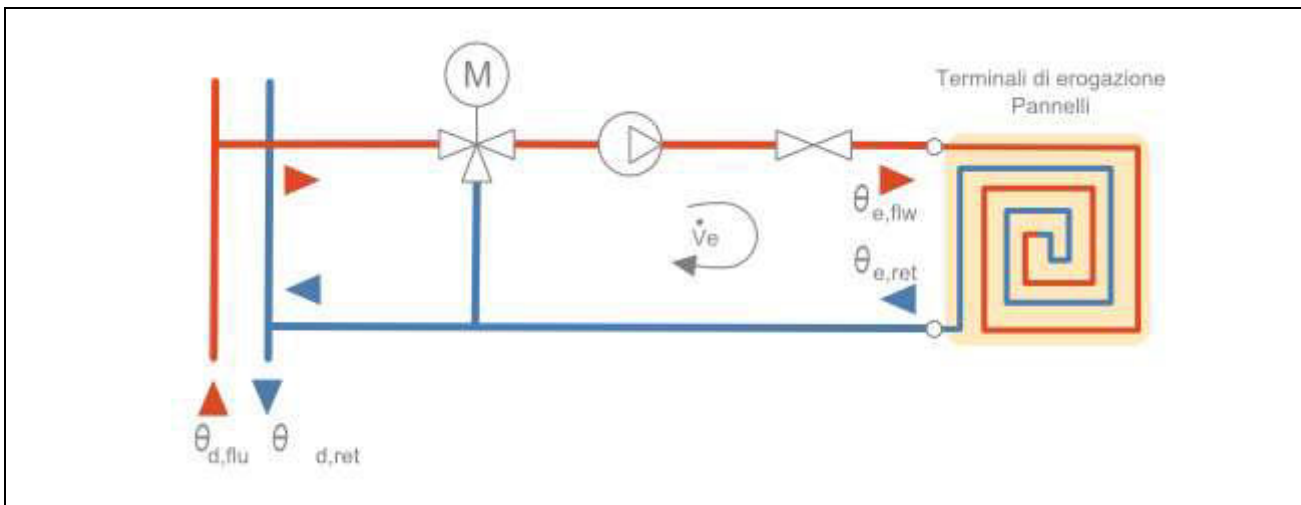 M
Terminali di erogazione
Pannelli
θe,flw
V̇e
θe,ret
θd,flu θ d,ret